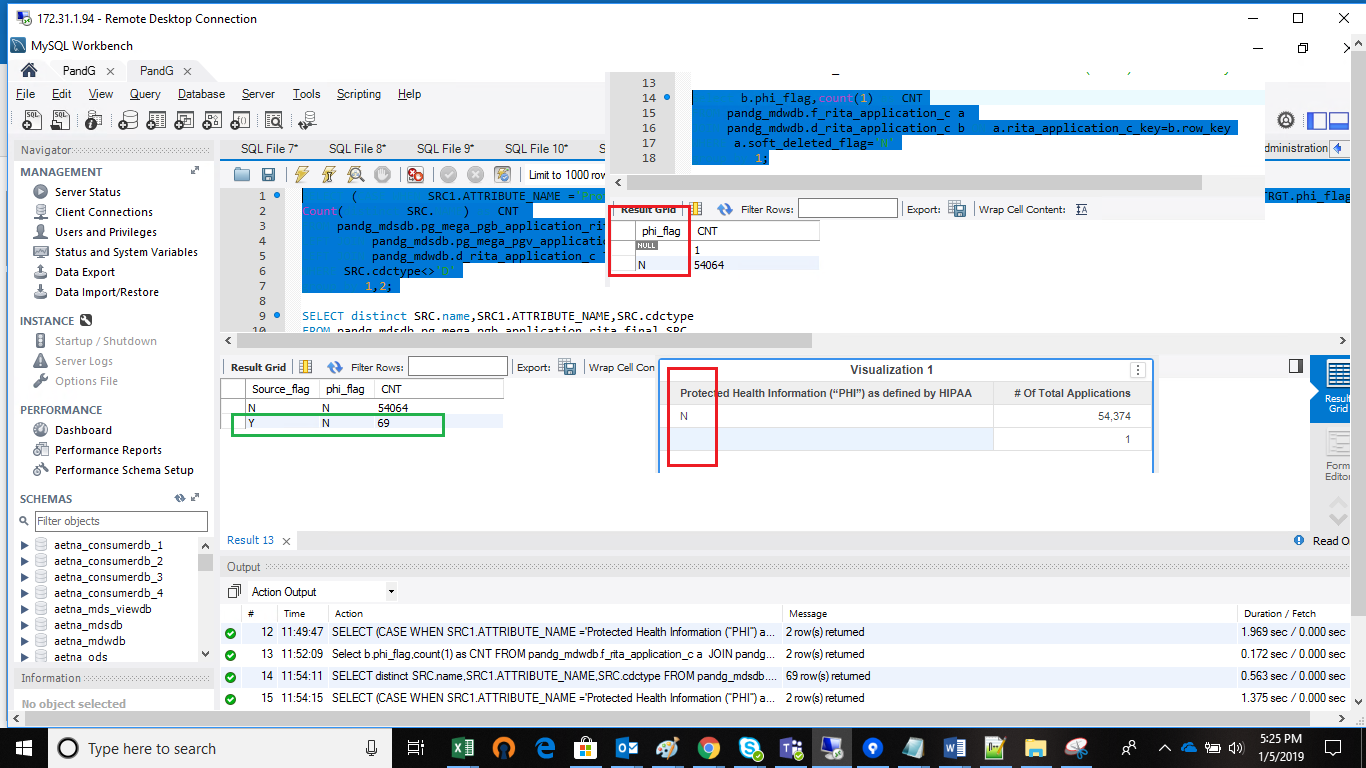 172.31.1.94 - Remote Desktop Connection
MySQL Workbench
PandG
PandG
File Edit View Query Database Server Tools Scripting Help
Navigator
MANAGEMENT
Server Status
Client Connections
Users and Privileges
Status and System Variables
Data Export
Data Import/Restore
INSTANCE
Startup / Shutdown
Server Logs
Options File
PERFORMANCE
Dashboard
Performance Reports
Performance Schema Setup
SCHEMAS
Filter objects
aetna_consumerdb_1
aetna_consumerdb_2
aetna_consumerdb_3
aetna_consumerdb_4
aetna_mds_viewdb
aetna_mdsdb
aetna_mdwdb
aetna_ods
Information
No object selected
SQL File 7* SQL File 8* SQL File 9* SQL File 10*
dministration
Limit to 1000 row
1 ( SRC1.ATTRIBUTE_NAME =
TRGT.phi_flag
2 Count( SRC. ) CNT
3 pandg_mdsdb.pg_mega_pgb_application_rit
4 pandg_mdsdb.pg_mega_pgv_applicatio
5 pandg_mdwdb.d_rita_application_c
6 SRC.cdctype<>'D'
7 1,2;
8
9 SELECT distinct SRC.name,SRC1.ATTRIBUTE_NAME,SRC.cdctype
10 FROM pandg_mdsdb.pg_mega_pgb_application_rita_final SRC
13
14 b.phi_flag,count(1) CNT
15 pandg_mdwdb.f_rita_application_c a
16 pandg_mdwdb.d_rita_application_c b a.rita_application_c_key=b.row_key
17 a.soft_deleted_flag='N'
18 1;
Result Grid Filter Rows: Export: Wrap Cell Content:
phi_flag CNT
NULL 1
N 54064
Result Grid Filter Rows: Export: Wrap Cell Con
Source_flag phi_flag CNT
N N 54064
Y N 69
Visualization 1
Protected Health Information (“PHI”) as defined by HIPAA # Of Total Applications
N 54,374
1
Resul
Grid
Form
Editor
Result 13
Read O
Output
Action Output
# Time Action Message Duration / Fetch
12 11:49:47 SELECT (CASE WHEN SRC1.ATTRIBUTE_NAME ='Protected Health Information ("PHI") a... 2 row(s) returned 1.969 sec / 0.000 sec
13 11:52:09 Select b.phi_flag,count(1) as CNT FROM pandg_mdwdb.f_rita_application_c a JOIN pandg... 2 row(s) returned 0.172 sec / 0.000 sec
14 11:54:11 SELECT distinct SRC.name,SRC1.ATTRIBUTE_NAME,SRC.cdctype FROM pandg_mdsdb.... 69 row(s) returned 0.563 sec / 0.000 sec
15 11:54:15 SELECT (CASE WHEN SRC1.ATTRIBUTE_NAME ='Protected Health Information ("PHI") a... 2 row(s) returned 1.375 sec / 0.000 sec
Type here to search
5:25 PM
1/5/2019